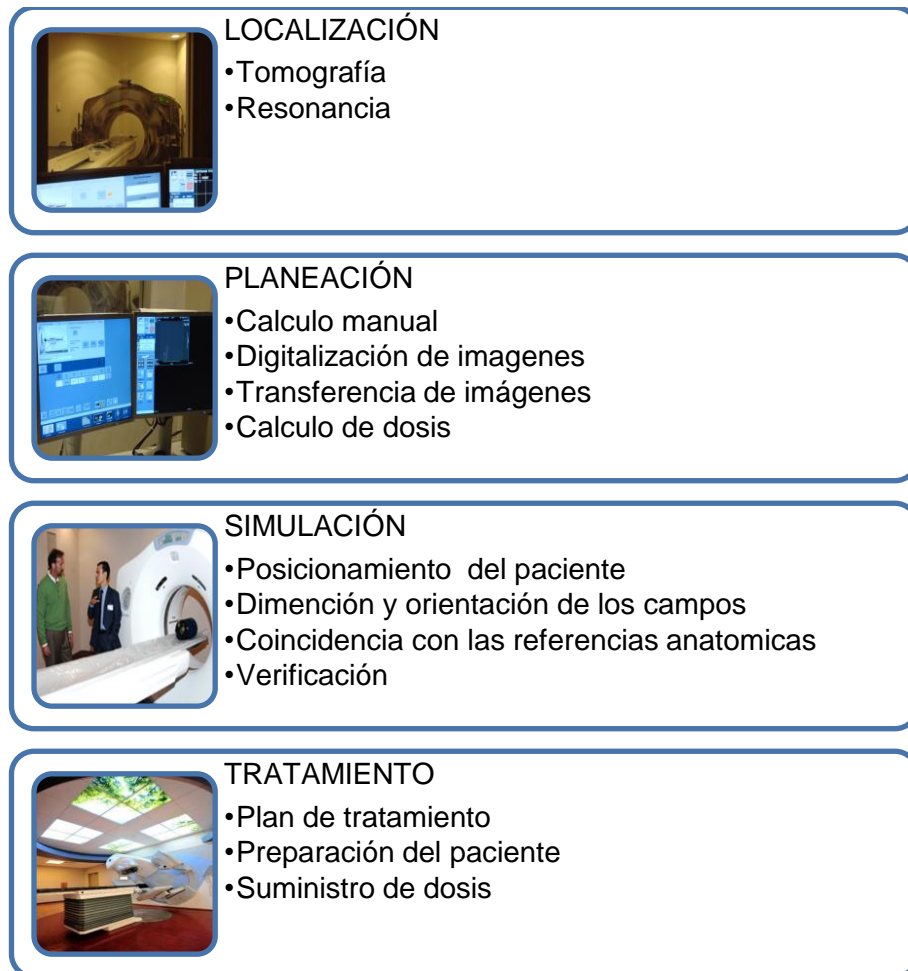 LOCALIZACIÓN
•Tomografía
•Resonancia
PLANEACIÓN
•Calculo manual
•Digitalización de imagenes
•Transferencia de imágenes
•Calculo de dosis
SIMULACIÓN
•Posicionamiento  del paciente
•Dimención y orientación de los campos
•Coincidencia con las referencias anatomicas
•Verificación
TRATAMIENTO
•Plan de tratamiento
•Preparación del paciente
•Suministro de dosis